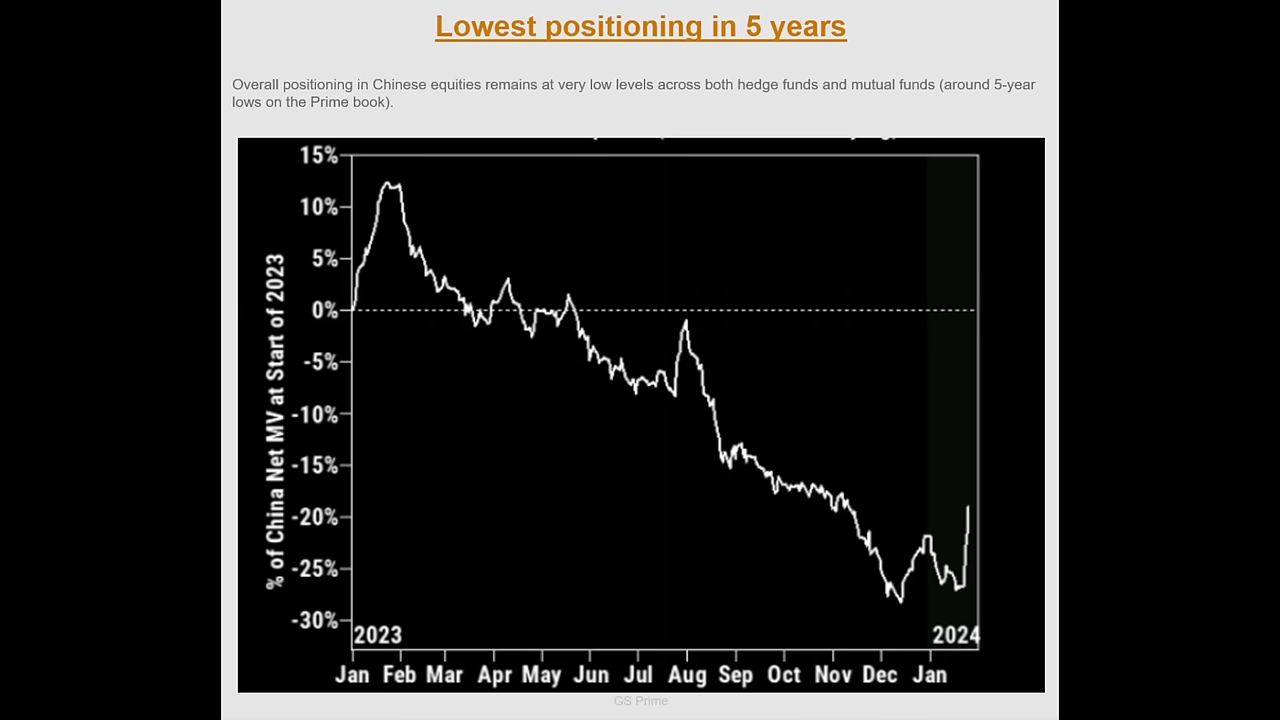 Lowest positioning in 5 years
Overall positioning in Chinese equities remains at very low levels across both hedge funds and mutual funds (around 5-year
lows on the Prime book).
15%
10%
5%
0%
-5%
-10%
-15%
-20%
-25%
-30%
% of China Net MV at Start of 2023
2023
2024
Jan Feb Mar Apr May Jun Jul Aug Sep Oct Nov Dec Jan
GS Prime